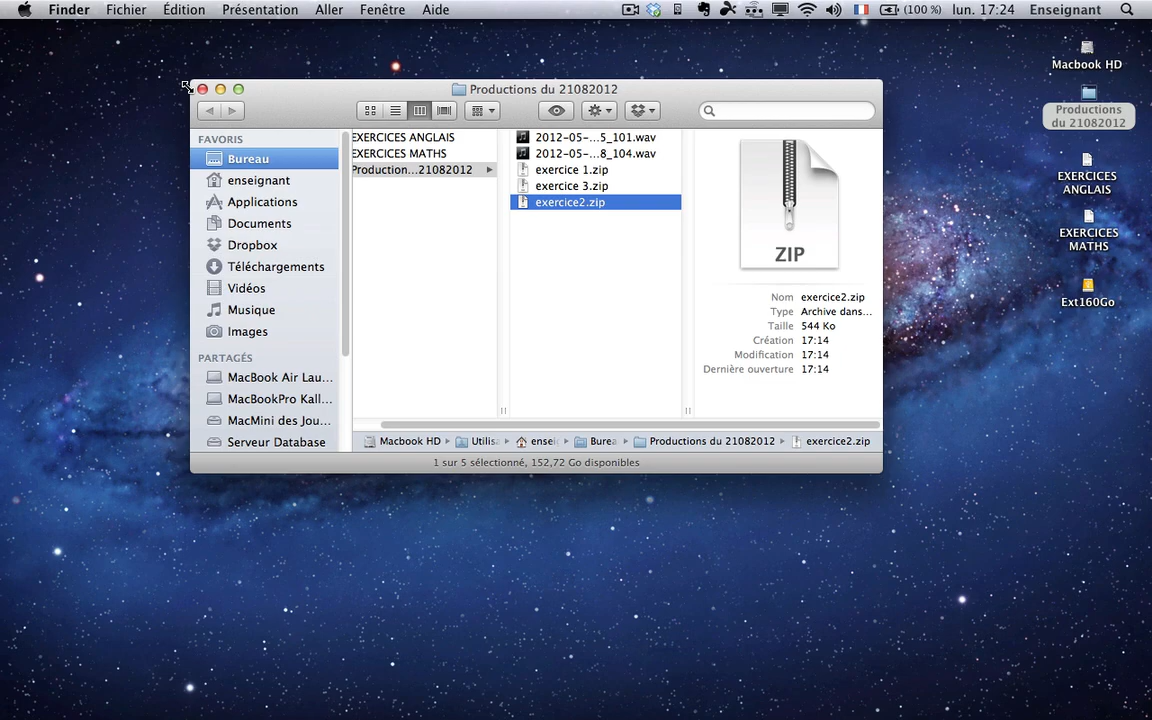 Finder Fichier Édition Présentation Aller Fenêtre Aide (100 %) lun. 17:24 Enseignant
Macbook HD
Productions
du 21082012
EXERCICES
ANGLAIS
EXERCICES
MATHS
Ext160Go
Productions du 21082012
FAVORIS
Bureau
enseignant
Applications
Documents
Dropbox
Téléchargements
Vidéos
Musique
Images
PARTAGÉS
MacBook Air Lau...
MacBookPro Kall...
MacMini des Jou...
Serveur Database
EXERCICES ANGLAIS
EXERCICES MATHS
Production...21082012
2012-05-...5_101.wav
2012-05-...8_104.wav
exercice 1.zip
exercice 3.zip
exercice2.zip
ZIP
Nom exercice2.zip
Type Archive dans...
Taille 544 Ko
Création 17:14
Modification 17:14
Dernière ouverture 17:14
Macbook HD Utilis ensei Burea Productions du 21082012 exercice2.zip
1 sur 5 sélectionné, 152,72 Go disponibles